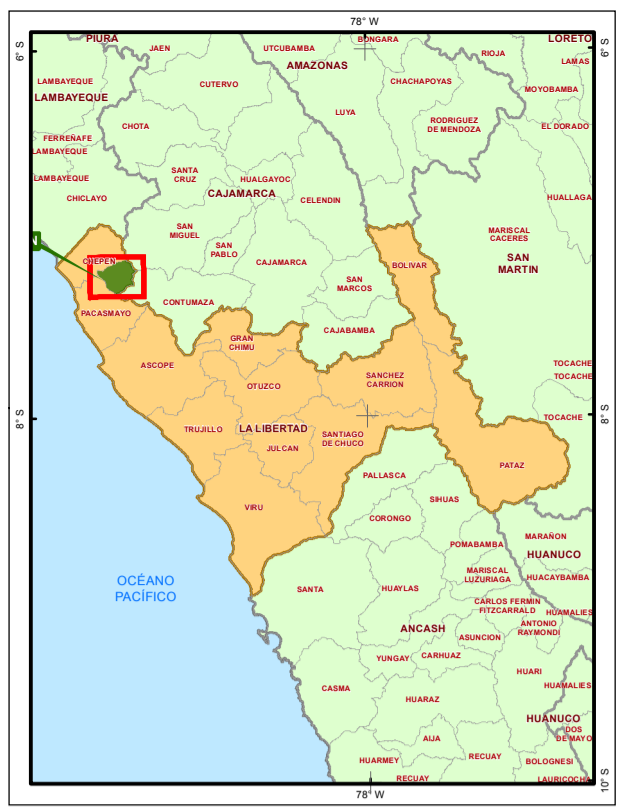 78° W
6° S
6° S
PIURA
JAEN
UTCUBAMBA
BONGARA
LORETO
RIOJA
LAMAS
AMAZONAS
LAMBAYEQUE
CUTERVO
CHACHAPOYAS
MOYOBAMBA
LAMBAYEQUE
LUYA
CHOTA
RODRIGUEZ
DE MENDOZA
EL DORADO
FERREÑAFE
LAMBAYEQUE
LAMBAYEQUE
SANTA
CRUZ
HUALGAYOC
CAJAMARCA
CELENDIN
CHICLAYO
HUALLAGA
SAN
MIGUEL
SAN
PABLO
MARISCAL
CACERES
SAN
MARTIN
CHEPEN
CAJAMARCA
BOLIVAR
SAN
MARCOS
CONTUMAZA
PACASMAYO
CAJABAMBA
GRAN
CHIMU
ASCOPE
TOCACHE
TOCACHE
OTUZCO
SANCHEZ
CARRION
8° S
8° S
TOCACHE
TRUJILLO
LA LIBERTAD
SANTIAGO
DE CHUCO
JULCAN
PATAZ
PALLASCA
SIHUAS
VIRU
CORONGO
MARAÑON
POMABAMBA
HUANUCO
OCÉANO
PACÍFICO
SANTA
HUAYLAS
MARISCAL
LUZURIAGA
HUACAYBAMBA
CARLOS FERMIN
FITZCARRALD
HUAMALIES
ANCASH
ANTONIO
RAYMONDI
ASUNCION
YUNGAY
CARHUAZ
HUARI
CASMA
HUARAZ
HUAMALIES
HUANUCO
DOS
DE MAYO
AIJA
HUARMEY
RECUAY
BOLOGNESI
RECUAY
LAURICOCHA
10° S
78° W